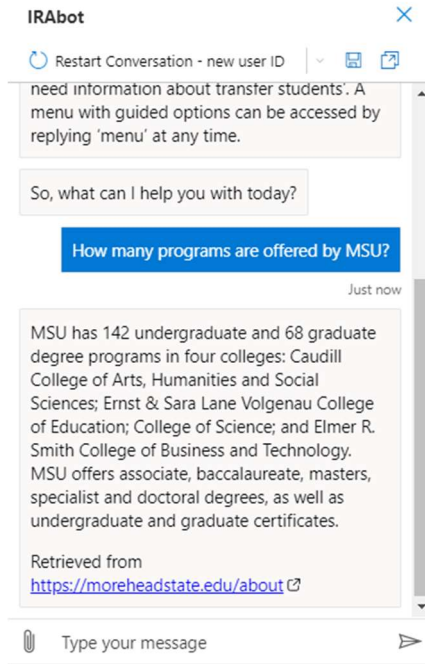 IRAbot
Restart Conversation - new user ID
need information about transfer students'. A
menu with guided options can be accessed by
replying 'menu' at any time.
So, what can I help you with today?
How many programs are offered by MSU?
Just now
MSU has 142 undergraduate and 68 graduate
degree programs in four colleges: Caudill
College of Arts, Humanities and Social
Sciences; Ernst & Sara Lane Volgenau College
of Education; College of Science; and Elmer R.
Smith College of Business and Technology.
MSU offers associate, baccalaureate, masters,
specialist and doctoral degrees, as well as
undergraduate and graduate certificates.
Retrieved from
https://moreheadstate.edu/about
Type your message